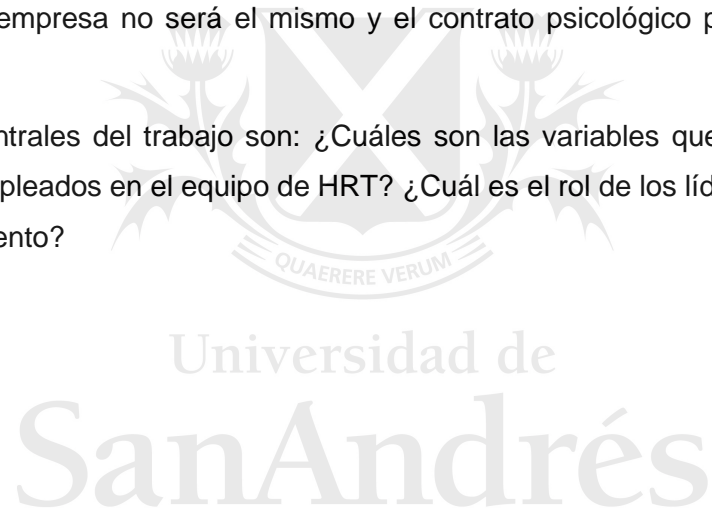 empresa no será el mismo y el contrato psicológico p
ntrales del trabajo son: ¿Cuáles son las variables que
pleados en el equipo de HRT? ¿Cuál es el rol de los líd
ento?
QUAERERE VERUM
Universidad de
SanAndrés